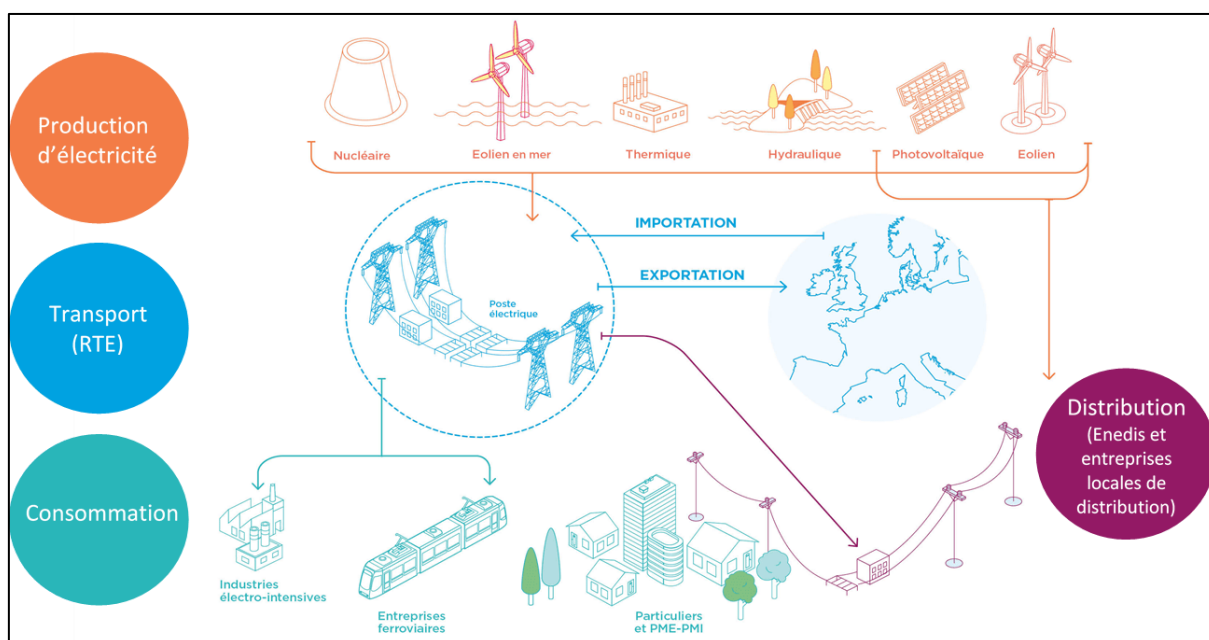 Production
d’électricité
Nucléaire
Eolien en mer
Thermique
Hydraulique
Photovoltaïque
Eolien
IMPORTATION
EXPORTATION
Transport
(RTE)
Poste
électrique
Distribution
(Enedis et
entreprises
locales de
distribution)
Consommation
Industries
électro-intensives
Entreprises
ferroviaires
Particuliers
et PME-PMI